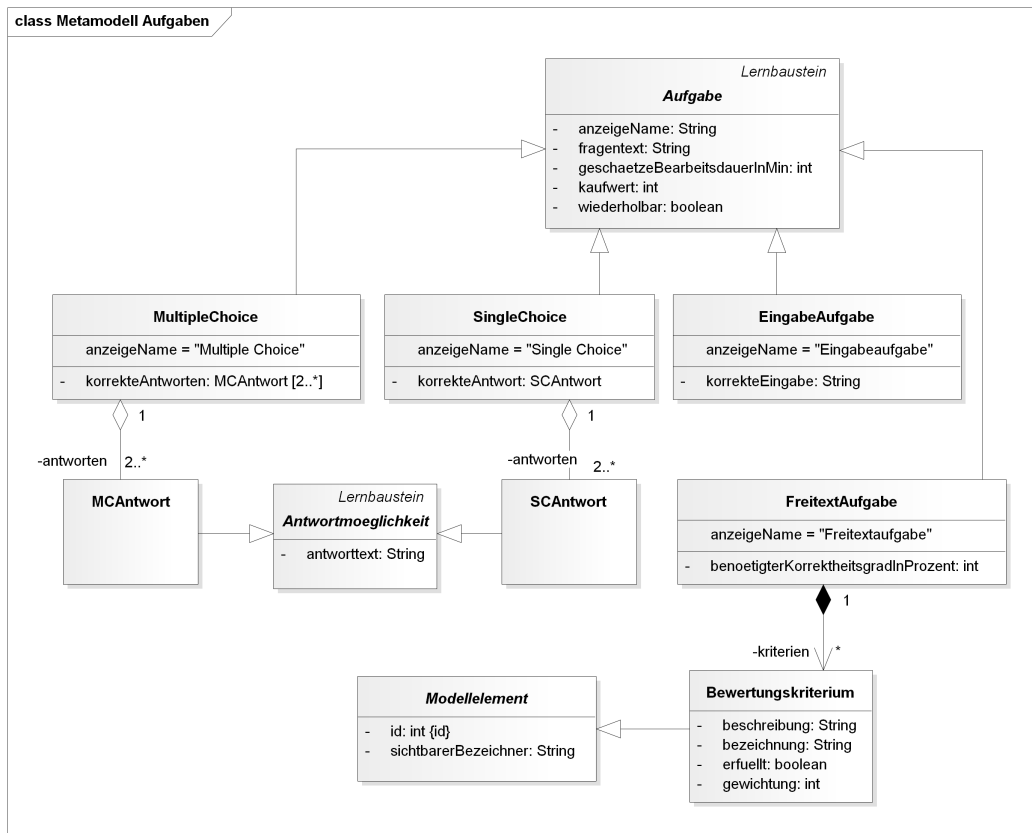 class Metamodell Aufgaben
Lernbaustein
Aufgabe
- anzeigeName: String
- fragentext: String
- geschaetzeBearbeitsdauerInMin: int
- kaufwert: int
- wiederholbar: boolean
MultipleChoice
anzeigeName = "Multiple Choice"
- korrekteAntworten: MCAntwort [2..*]
SingleChoice
anzeigeName = "Single Choice"
- korrekteAntwort: SCAntwort
EingabeAufgabe
anzeigeName = "Eingabeaufgabe"
- korrekteEingabe: String
1
-antworten
2..*
1
-antworten
2..*
MCAntwort
Lernbaustein
Antwortmoeglichkeit
- antworttext: String
SCAntwort
FreitextAufgabe
anzeigeName = "Freitextaufgabe"
- benoetigterKorrektheitsgradInProzent: int
1
-kriterien
*
Modellelement
- id: int {id}
- sichtbarerBezeichner: String
Bewertungskriterium
- beschreibung: String
- bezeichnung: String
- erfuellt: boolean
- gewichtung: int